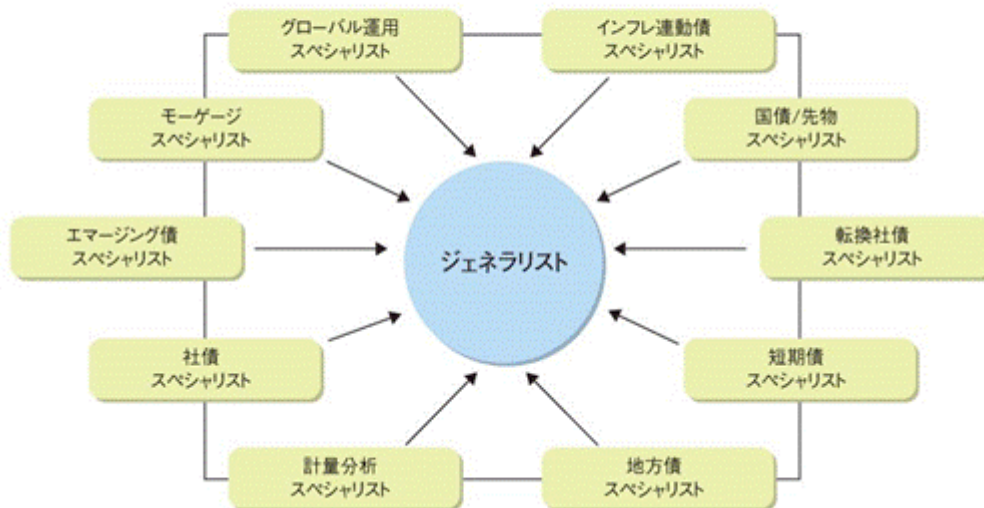 グローバル運用
スペシャリスト
インフレ連動債
スペシャリスト
モーゲージ
スペシャリスト
国債/先物
スペシャリスト
エマージング債
スペシャリスト
ジェネラリスト
転換社債
スペシャリスト
社債
スペシャリスト
短期債
スペシャリスト
計量分析
スペシャリスト
地方債
スペシャリスト